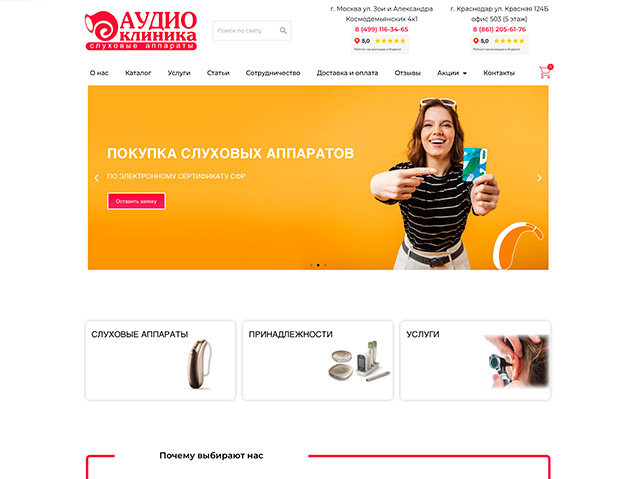 АУДИО
КЛИНИКА
слуховые аппараты
Поиск по сайту
г. Москва ул. Зои и Александра
Космодемьянских 4к1
8 (499) 116-34-65
5,0
Рейтинг организации в Яндексе
г. Краснодар ул. Красная 124Б
офис 503 (5 этаж)
8 (861) 205-61-76
5,0
Рейтинг организации в Яндексе
О нас Каталог Услуги Статьи Сотрудничество Доставка и оплата Отзывы Акции Контакты
ПОКУПКА СЛУХОВЫХ АППАРАТОВ
ПО ЭЛЕКТРОННОМУ СЕРТИФИКАТУ СФР
Оставить заявку
СЛУХОВЫЕ АППАРАТЫ
ПРИНАДЛЕЖНОСТИ
УСЛУГИ
Почему выбирают нас